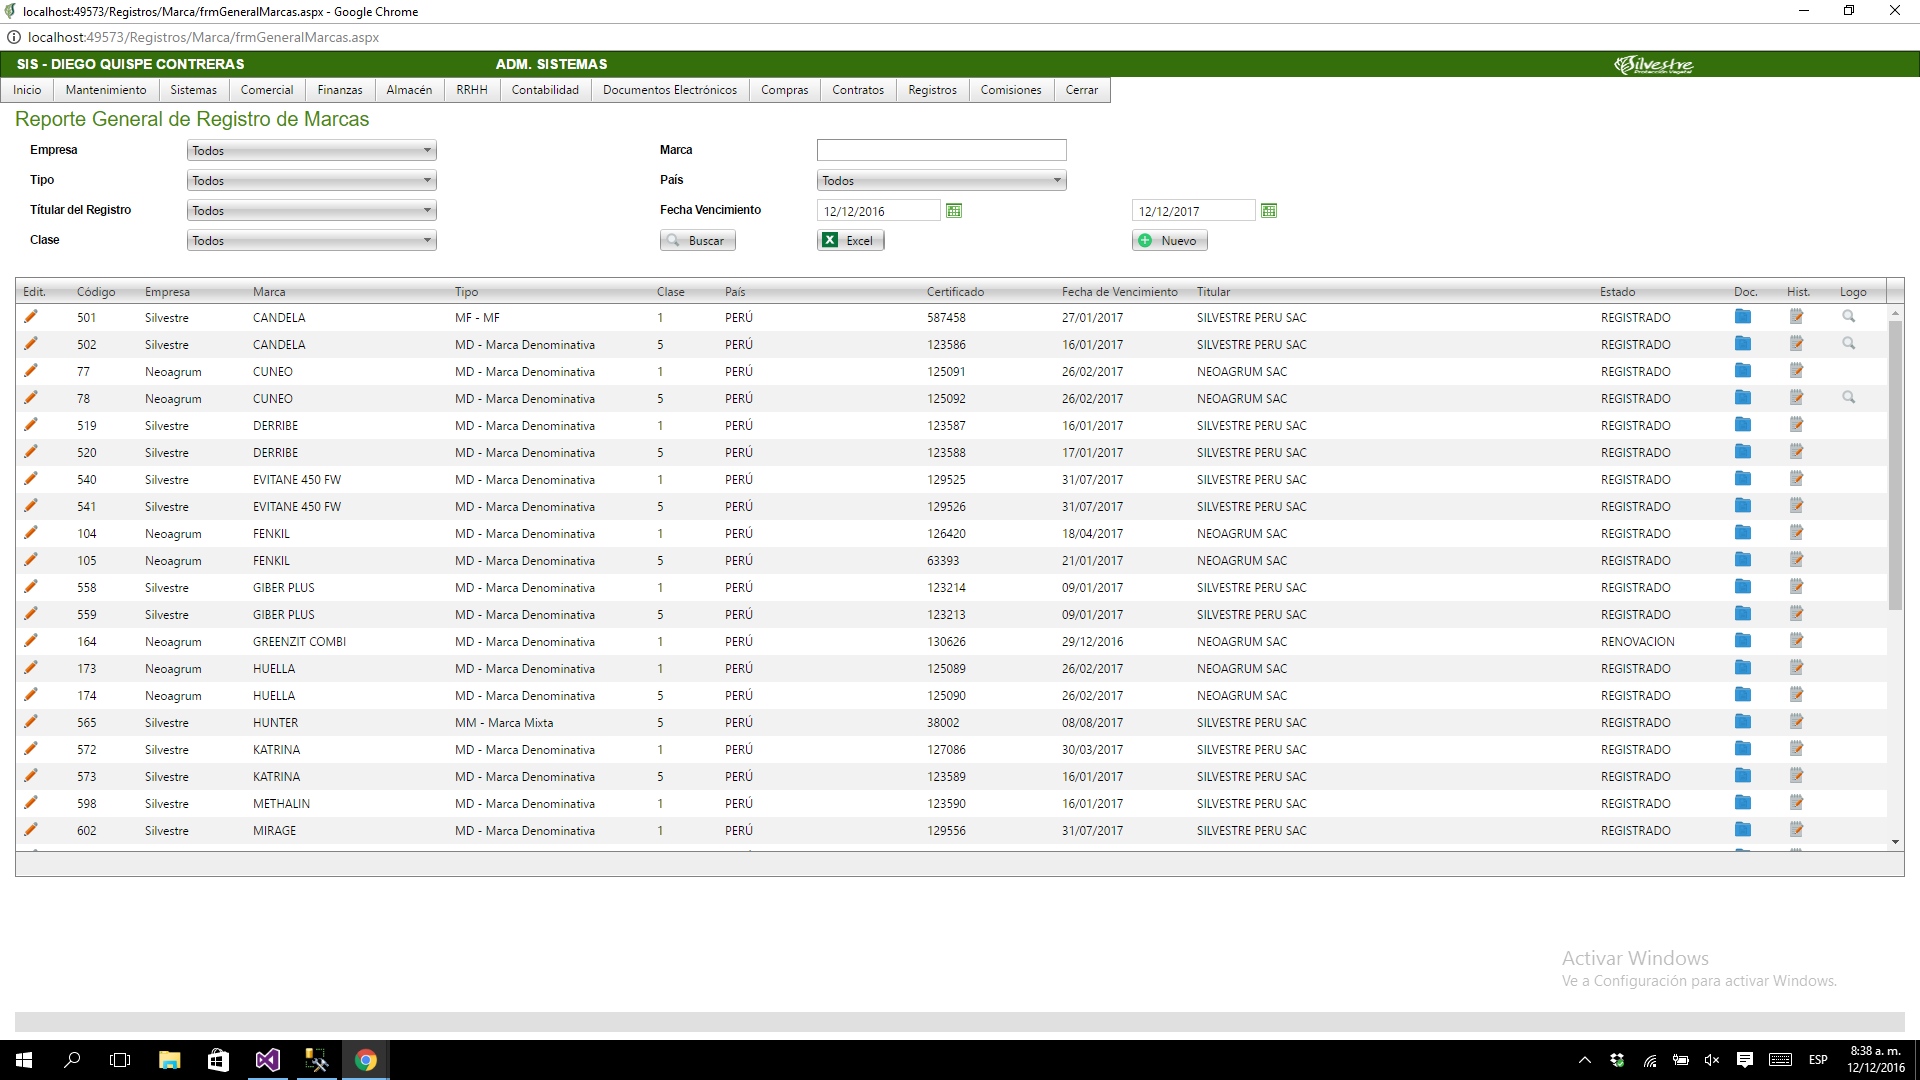 localhost:49573/Registros/Marca/frmGeneralMarcas.aspx - Google Chrome
localhost:49573/Registros/Marca/frmGeneralMarcas.aspx
SIS - DIEGO QUISPE CONTRERAS ADM. SISTEMAS Silvestre
Protección Vegetal
Inicio Mantenimiento Sistemas Comercial Finanzas Almacén RRHH Contabilidad Documentos Electrónicos Compras Contratos Registros Comisiones Cerrar
Reporte General de Registro de Marcas
Empresa Todos Marca
Tipo Todos País Todos
Títular del Registro Todos Fecha Vencimiento 12/12/2016 12/12/2017
Clase Todos Buscar Excel Nuevo
Edit. Código Empresa Marca Tipo Clase País Certificado Fecha de Vencimiento Titular Estado Doc. Hist. Logo
501 Silvestre CANDELA MF - MF 1 PERÚ 587458 27/01/2017 SILVESTRE PERU SAC REGISTRADO
502 Silvestre CANDELA MD - Marca Denominativa 5 PERÚ 123586 16/01/2017 SILVESTRE PERU SAC REGISTRADO
77 Neoagrum CUNEO MD - Marca Denominativa 1 PERÚ 125091 26/02/2017 NEOAGRUM SAC REGISTRADO
78 Neoagrum CUNEO MD - Marca Denominativa 5 PERÚ 125092 26/02/2017 NEOAGRUM SAC REGISTRADO
519 Silvestre DERRIBE MD - Marca Denominativa 1 PERÚ 123587 16/01/2017 SILVESTRE PERU SAC REGISTRADO
520 Silvestre DERRIBE MD - Marca Denominativa 5 PERÚ 123588 17/01/2017 SILVESTRE PERU SAC REGISTRADO
540 Silvestre EVITANE 450 FW MD - Marca Denominativa 1 PERÚ 129525 31/07/2017 SILVESTRE PERU SAC REGISTRADO
541 Silvestre EVITANE 450 FW MD - Marca Denominativa 5 PERÚ 129526 31/07/2017 SILVESTRE PERU SAC REGISTRADO
104 Neoagrum FENKIL MD - Marca Denominativa 1 PERÚ 126420 18/04/2017 NEOAGRUM SAC REGISTRADO
105 Neoagrum FENKIL MD - Marca Denominativa 5 PERÚ 63393 21/01/2017 NEOAGRUM SAC REGISTRADO
558 Silvestre GIBER PLUS MD - Marca Denominativa 1 PERÚ 123214 09/01/2017 SILVESTRE PERU SAC REGISTRADO
559 Silvestre GIBER PLUS MD - Marca Denominativa 5 PERÚ 123213 09/01/2017 SILVESTRE PERU SAC REGISTRADO
164 Neoagrum GREENZIT COMBI MD - Marca Denominativa 1 PERÚ 130626 29/12/2016 NEOAGRUM SAC RENOVACION
173 Neoagrum HUELLA MD - Marca Denominativa 1 PERÚ 125089 26/02/2017 NEOAGRUM SAC REGISTRADO
174 Neoagrum HUELLA MD - Marca Denominativa 5 PERÚ 125090 26/02/2017 NEOAGRUM SAC REGISTRADO
565 Silvestre HUNTER MM - Marca Mixta 5 PERÚ 38002 08/08/2017 SILVESTRE PERU SAC REGISTRADO
572 Silvestre KATRINA MD - Marca Denominativa 1 PERÚ 127086 30/03/2017 SILVESTRE PERU SAC REGISTRADO
573 Silvestre KATRINA MD - Marca Denominativa 5 PERÚ 123589 16/01/2017 SILVESTRE PERU SAC REGISTRADO
598 Silvestre METHALIN MD - Marca Denominativa 1 PERÚ 123590 16/01/2017 SILVESTRE PERU SAC REGISTRADO
602 Silvestre MIRAGE MD - Marca Denominativa 1 PERÚ 129556 31/07/2017 SILVESTRE PERU SAC REGISTRADO
Activar Windows
Ve a Configuración para activar Windows.
ESP 8:38 a. m.
12/12/2016